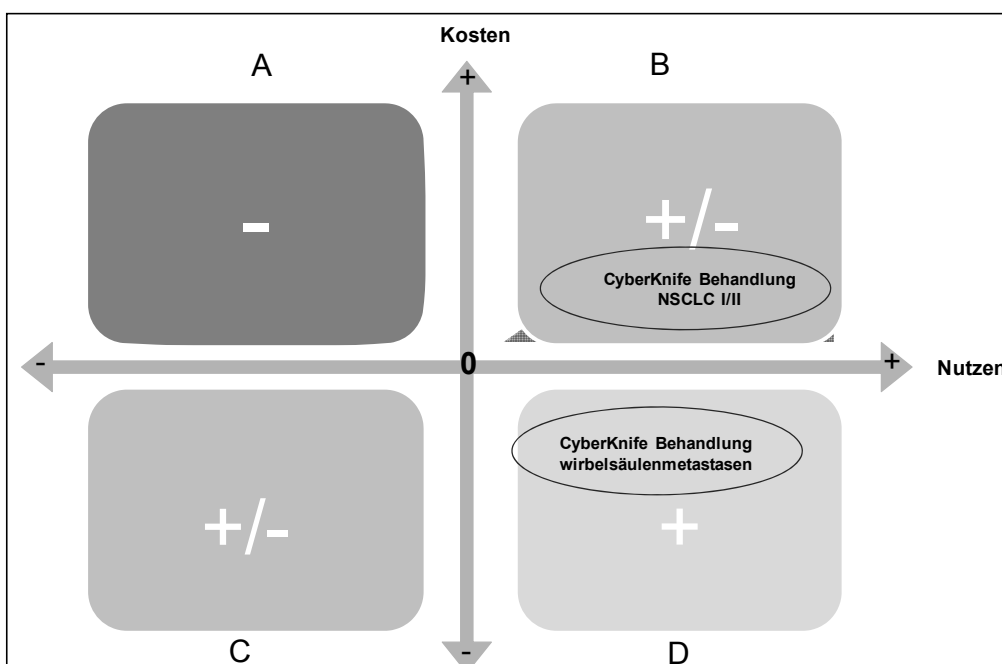 Kosten
A
B
+
-
+/-
CyberKnife Behandlung
NSCLC I/II
-
0
+
Nutzen
CyberKnife Behandlung
wirbelsäulenmetastasen
+/-
+
C
-
D